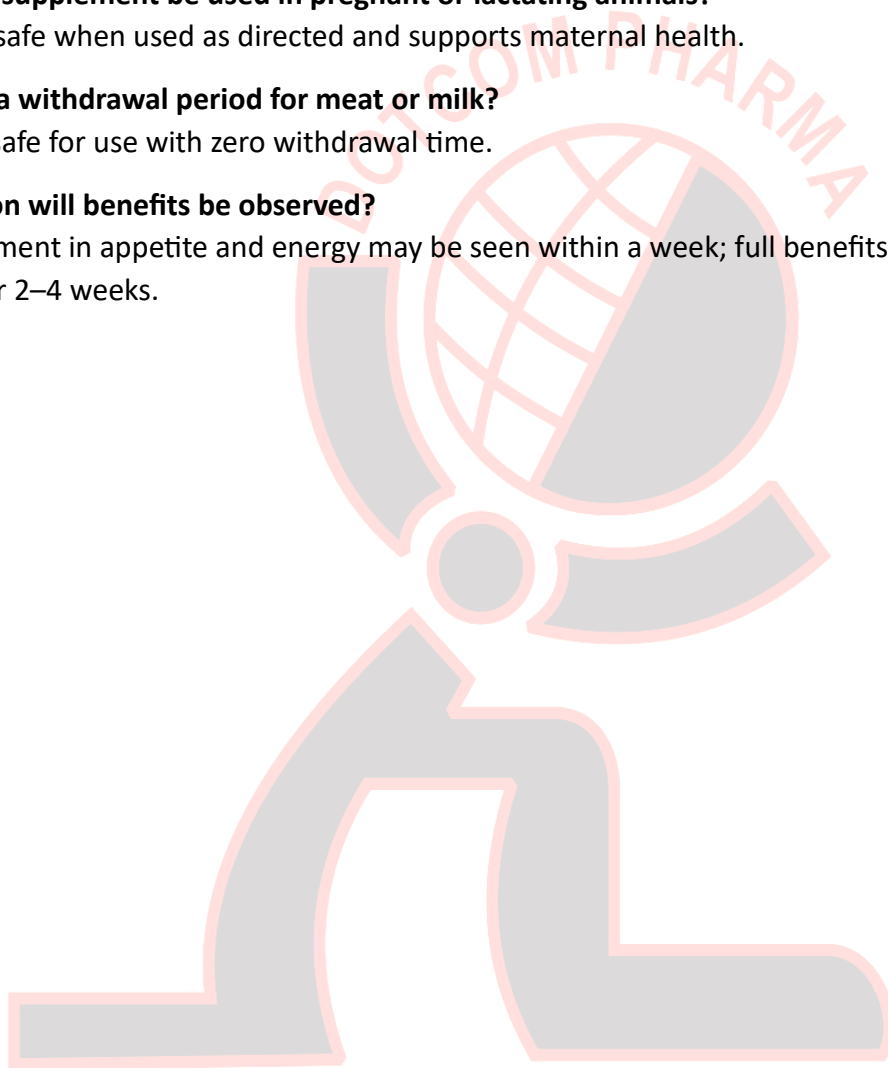 supplement be used in pregnant or lactating animals?
safe when used as directed and supports maternal health.
a withdrawal period for meat or milk?
safe for use with zero withdrawal time.
on will benefits be observed?
ment in appetite and energy may be seen within a week; full benefits
r 2–4 weeks.
DOTCOM PHARMA